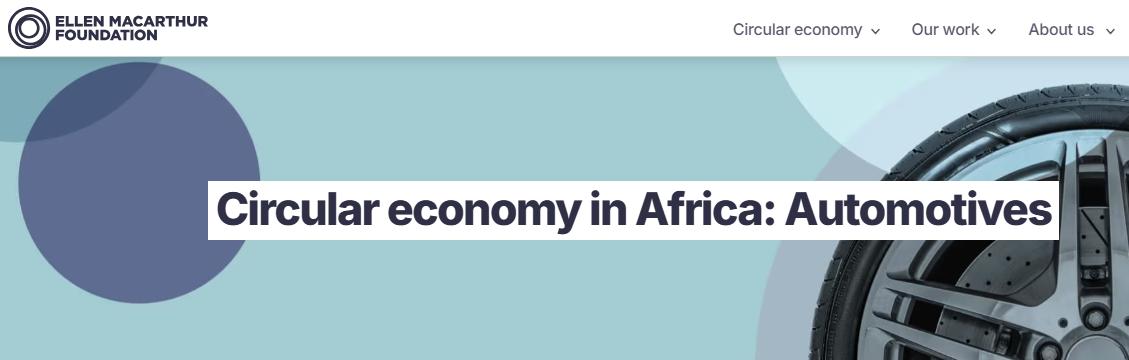 ELLEN MACARTHUR
FOUNDATION
Circular economy
Our work
About us
Circular economy in Africa: Automotives